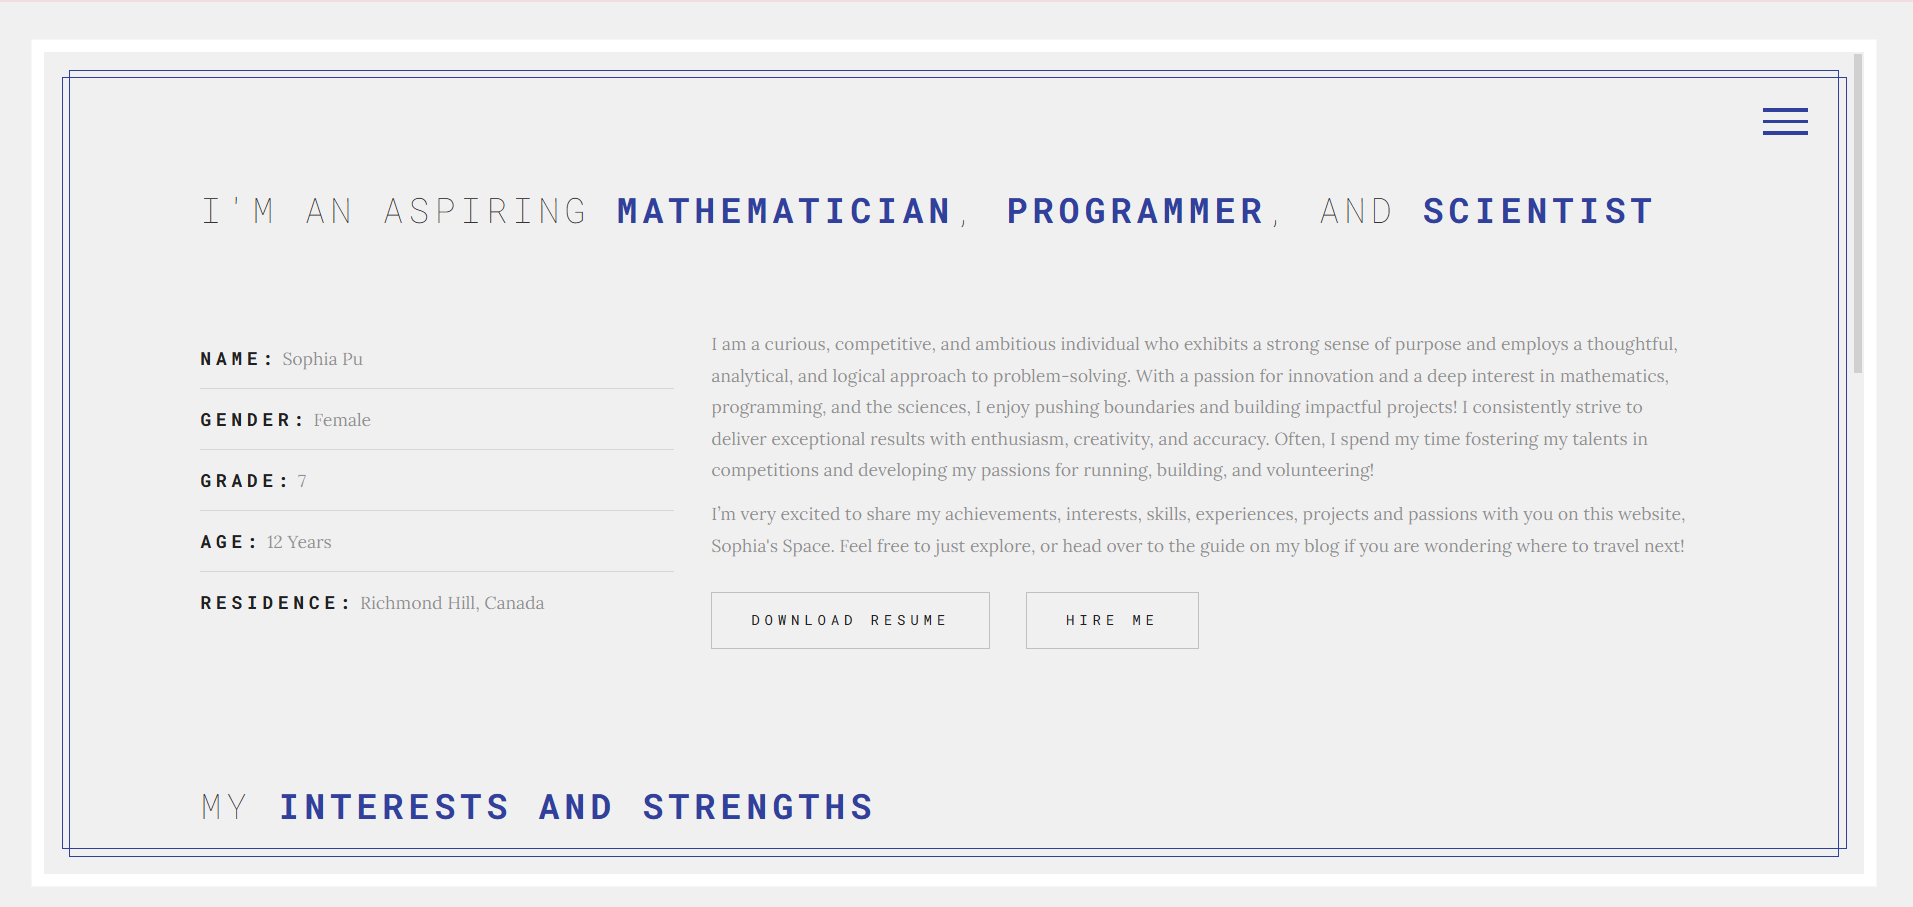 I'M AN ASPIRING MATHEMATICIAN, PROGRAMMER, AND SCIENTIST
NAME: Sophia Pu
GENDER: Female
GRADE: 7
AGE: 12 Years
RESIDENCE: Richmond Hill, Canada
I am a curious, competitive, and ambitious individual who exhibits a strong sense of purpose and employs a thoughtful,
analytical, and logical approach to problem-solving. With a passion for innovation and a deep interest in mathematics,
programming, and the sciences, I enjoy pushing boundaries and building impactful projects! I consistently strive to
deliver exceptional results with enthusiasm, creativity, and accuracy. Often, I spend my time fostering my talents in
competitions and developing my passions for running, building, and volunteering!
I'm very excited to share my achievements, interests, skills, experiences, projects and passions with you on this website,
Sophia's Space. Feel free to just explore, or head over to the guide on my blog if you are wondering where to travel next!
DOWNLOAD RESUME
HIRE ME
MY INTERESTS AND STRENGTHS